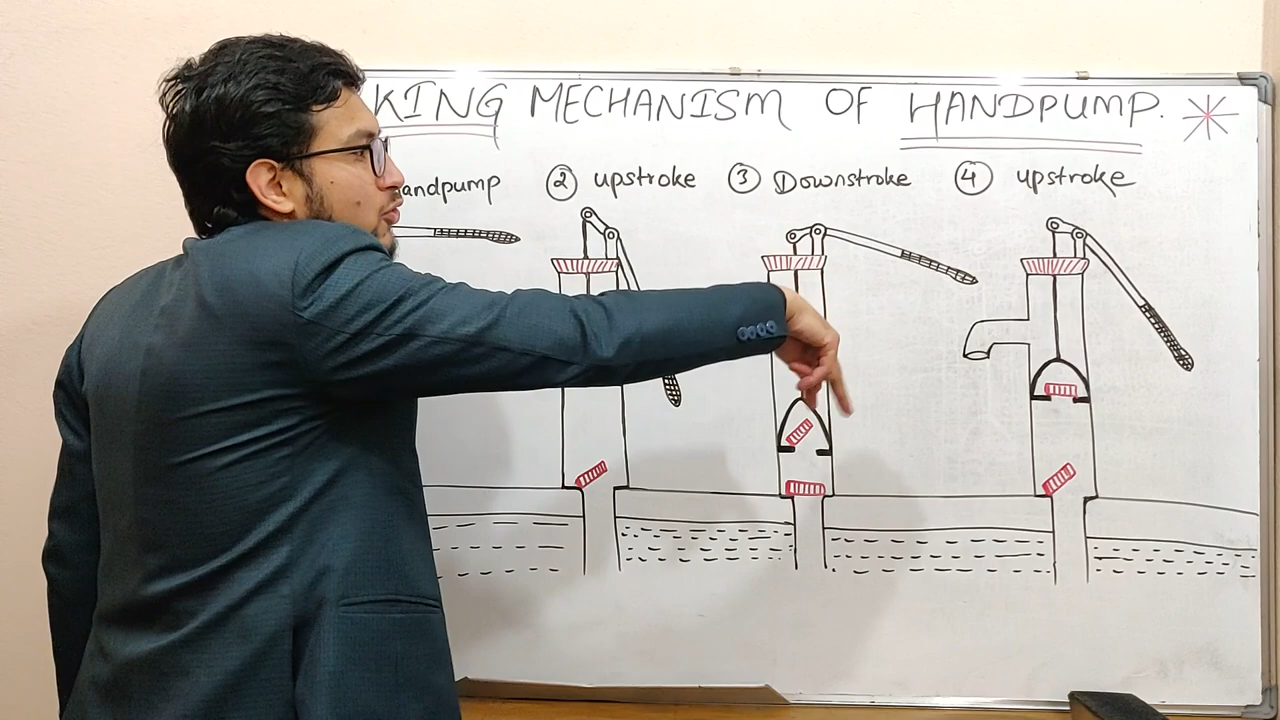 KING MECHANISM OF HANDPUMP.
andpump ② upstroke ③ Downstroke ④ upstroke